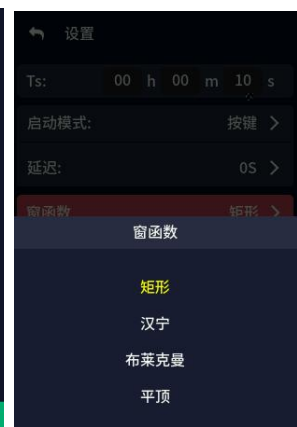 设置
Ts: 00 h 00 m 10 s
启动模式: 按键
延迟: 0S
窗函数 矩形
窗函数
矩形
汉宁
布莱克曼
平顶